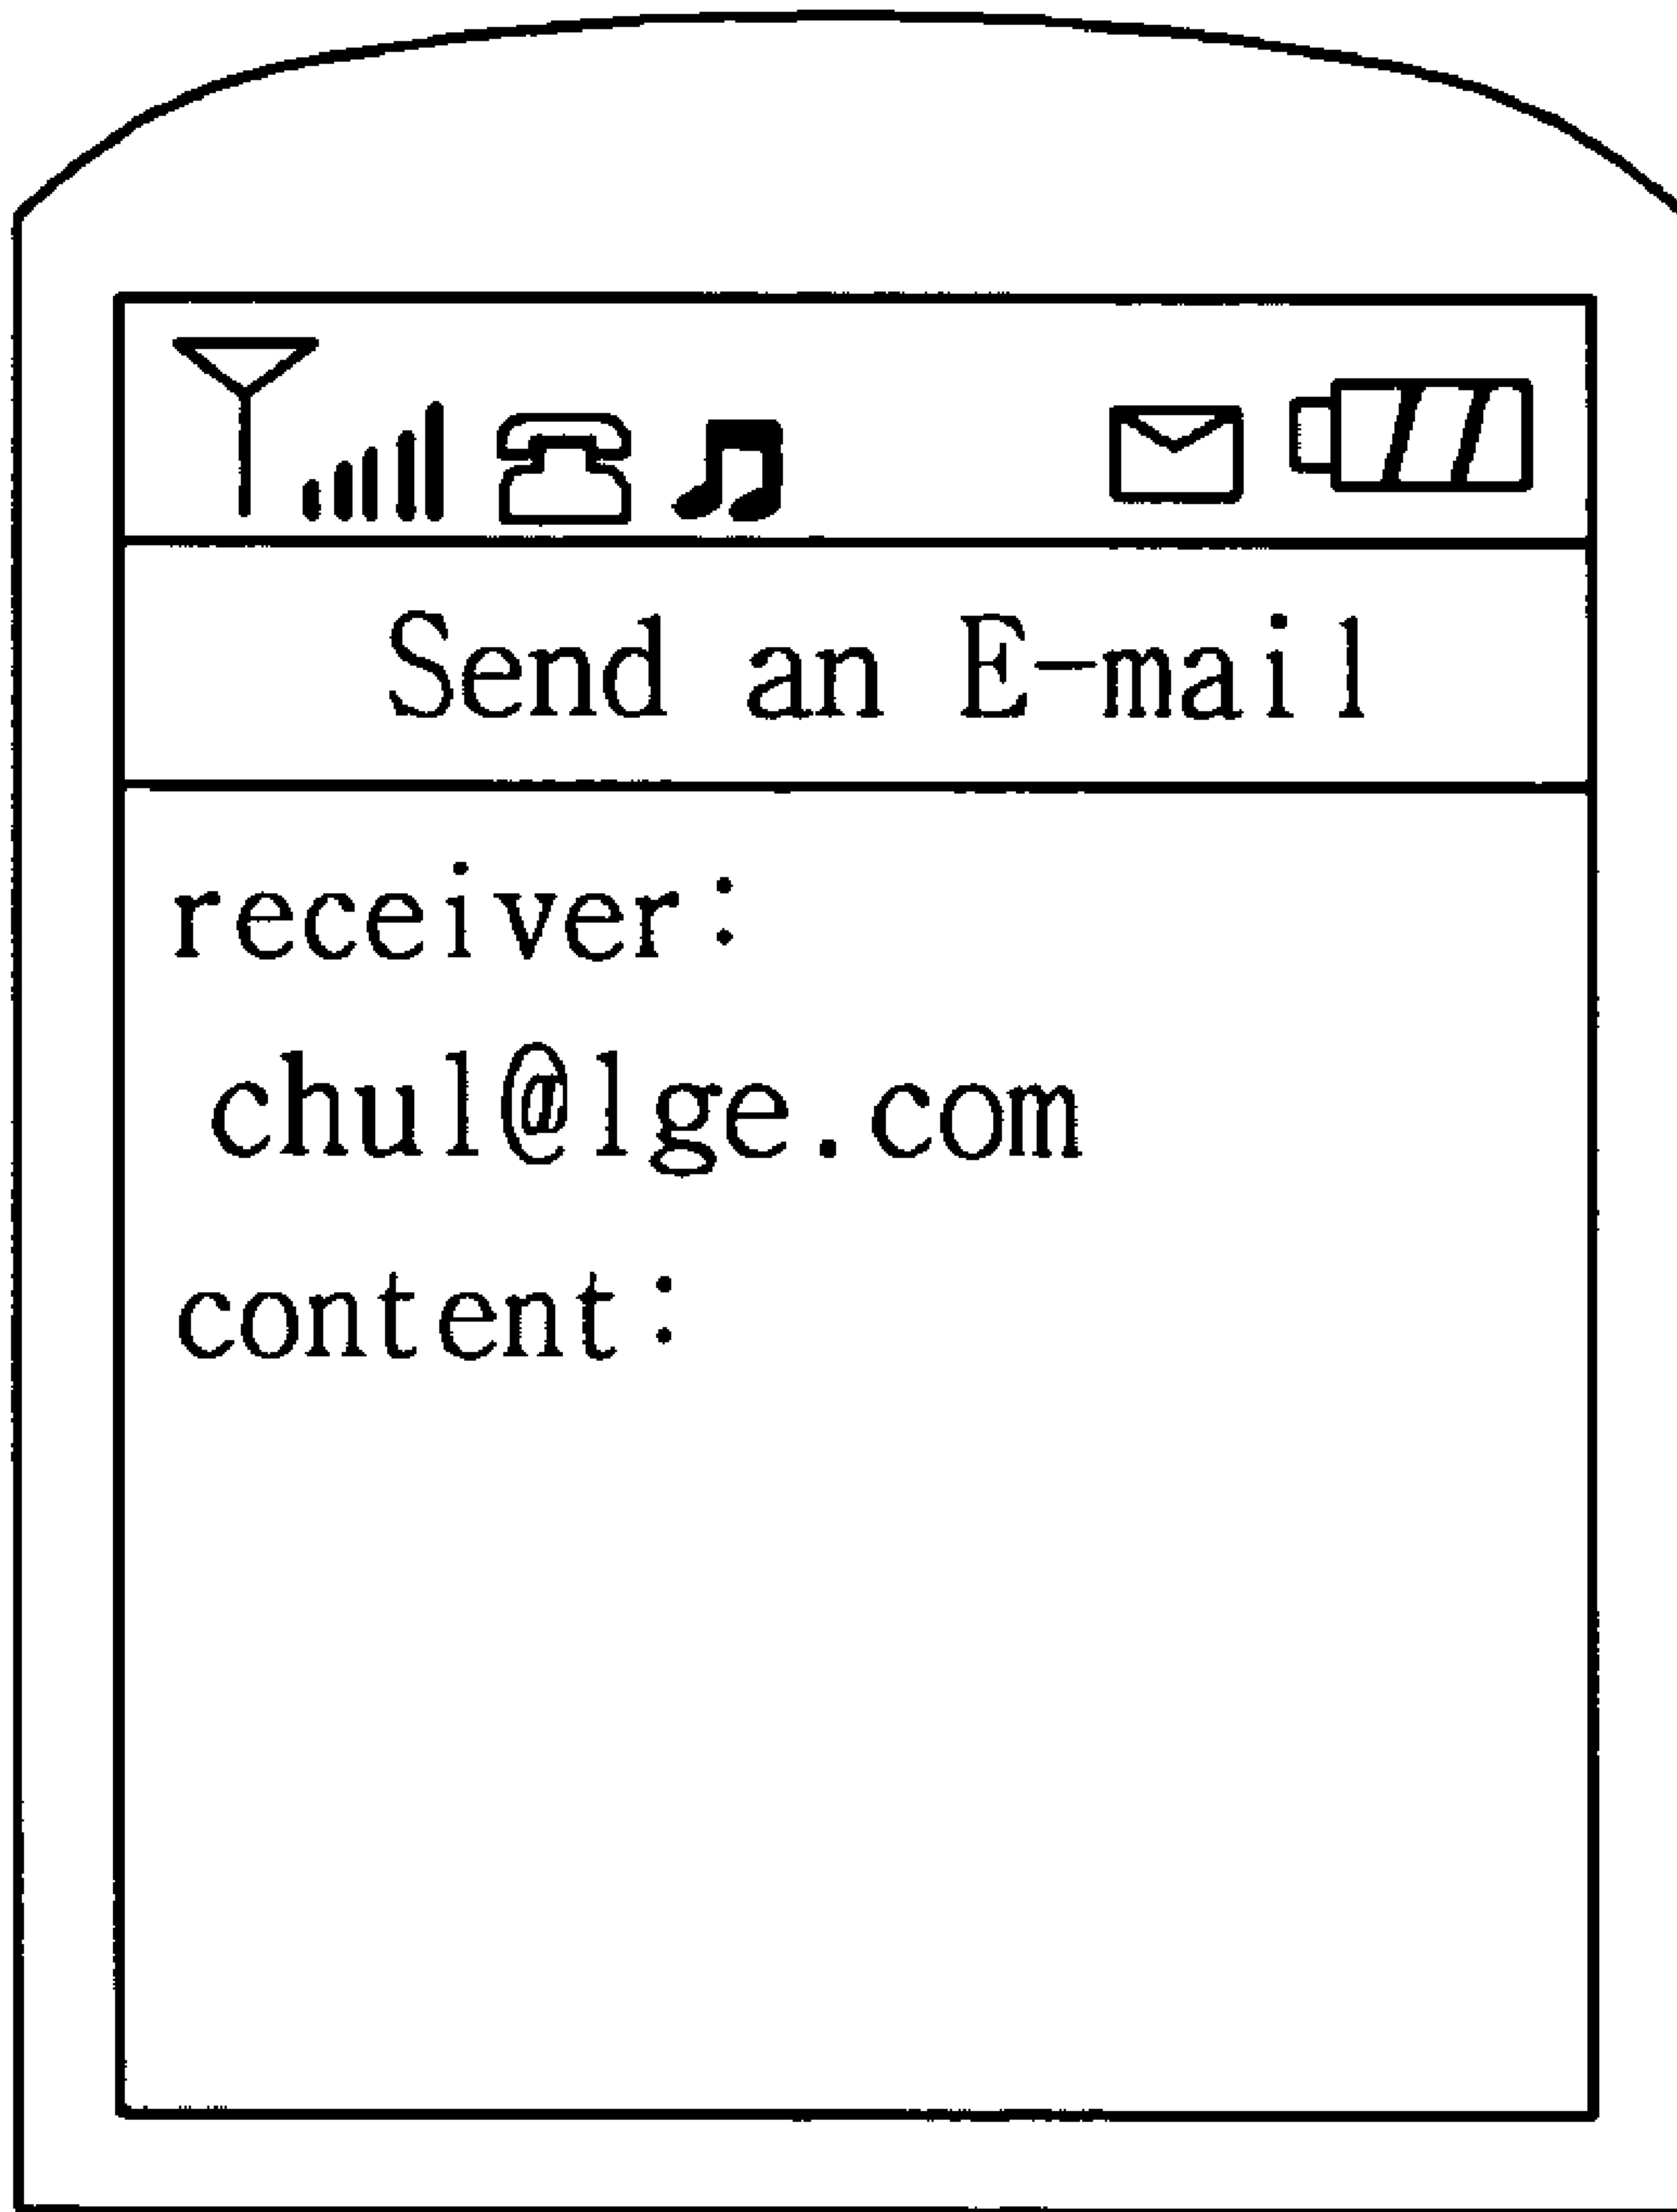 Send an E-mail
receiver:
chul@lge.com
content: